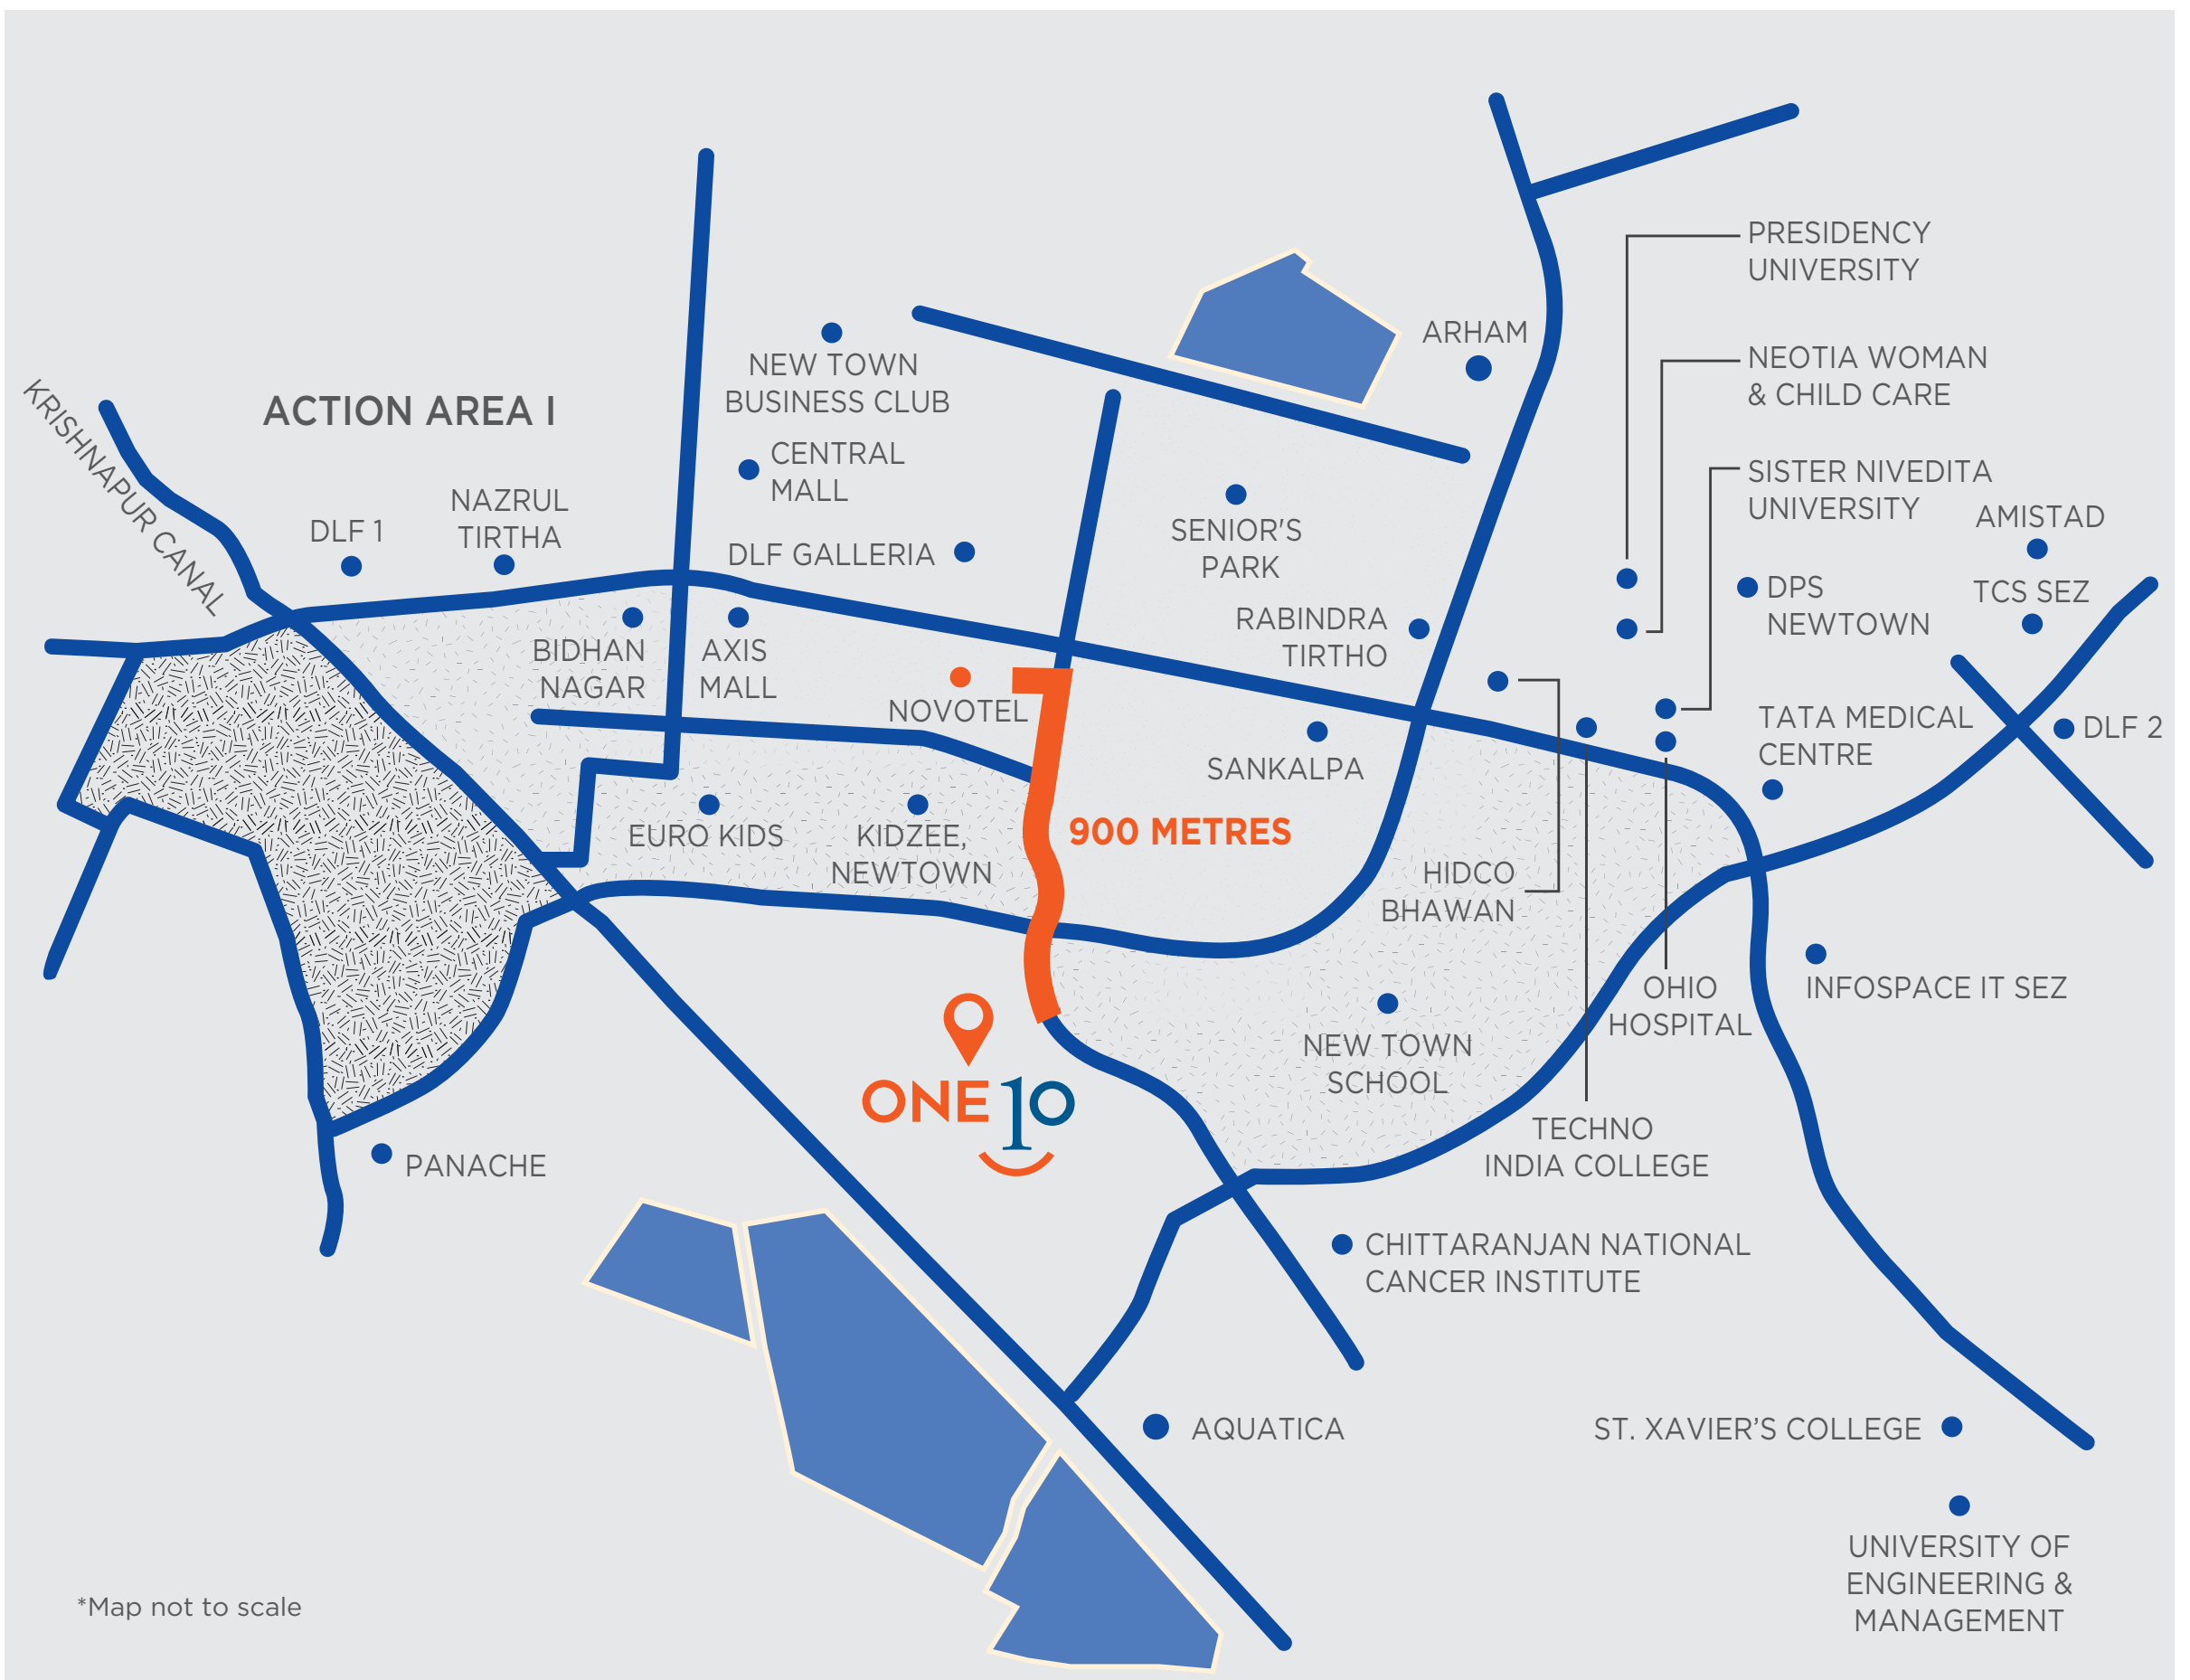 PRESIDENCY
UNIVERSITY
ARHAM
NEOTIA WOMAN
& CHILD CARE
NEW TOWN
BUSINESS CLUB
KRISHNAPUR CANAL
ACTION AREA I
CENTRAL
MALL
SISTER NIVEDITA
UNIVERSITY
AMISTAD
NAZRUL
TIRTHA
DLF 1
DLF GALLERIA
SENIOR'S
PARK
DPS
NEWTOWN
TCS SEZ
RABINDRA
TIRTHO
BIDHAN
NAGAR
AXIS
MALL
NOVOTEL
TATA MEDICAL
CENTRE
DLF 2
SANKALPA
EURO KIDS
KIDZEE,
NEWTOWN
900 METRES
HIDCO
BHAWAN
OHIO
HOSPITAL
INFOSPACE IT SEZ
NEW TOWN
SCHOOL
ONE 10
TECHNO
INDIA COLLEGE
PANACHE
CHITTARANJAN NATIONAL
CANCER INSTITUTE
AQUATICA
ST. XAVIER’S COLLEGE
UNIVERSITY OF
ENGINEERING &
MANAGEMENT
*Map not to scale